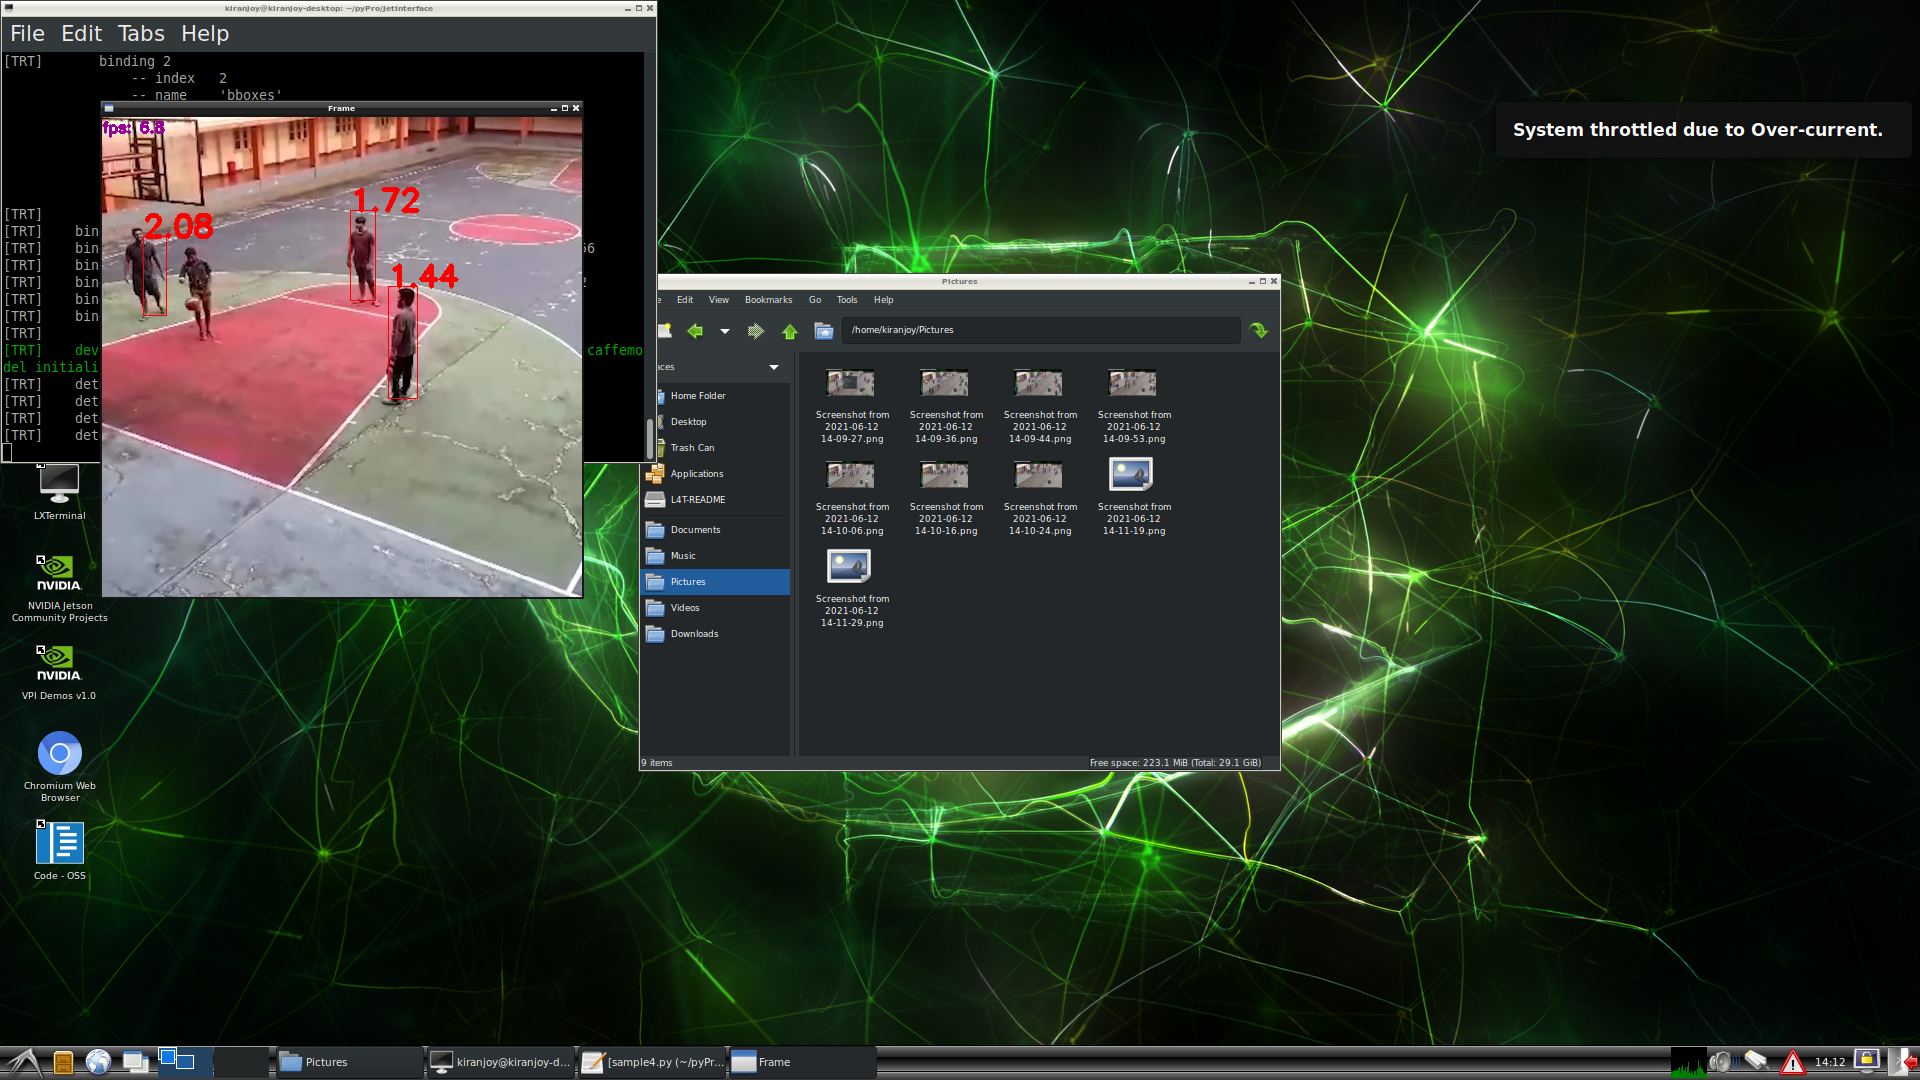 kiranjoy@kiranjoy-desktop: ~/pyPro/JetInterface
File Edit Tabs Help
[TRT] binding 2
-- index 2
-- name 'bboxes'
Frame
fps: 6.8
1.72
2.08
1.44
[TRT]
[TRT] bin
[TRT] bin 56
[TRT] bin
[TRT] bin 2
[TRT] bin
[TRT] bin
[TRT]
[TRT] dev caffemo
del initiali
[TRT] det
[TRT] det
[TRT] det
[TRT] det
System throttled due to Over-current.
Pictures
e Edit View Bookmarks Go Tools Help
/home/kiranjoy/Pictures
aces
Home Folder
Desktop
Trash Can
Applications
L4T-README
Documents
Music
Pictures
Videos
Downloads
Screenshot from 2021-06-12 14-09-27.png
Screenshot from 2021-06-12 14-09-36.png
Screenshot from 2021-06-12 14-09-44.png
Screenshot from 2021-06-12 14-09-53.png
Screenshot from 2021-06-12 14-10-06.png
Screenshot from 2021-06-12 14-10-16.png
Screenshot from 2021-06-12 14-10-24.png
Screenshot from 2021-06-12 14-11-19.png
Screenshot from 2021-06-12 14-11-29.png
9 items
Free space: 223.1 MiB (Total: 29.1 GiB)
LXTerminal
NVIDIA.
NVIDIA Jetson
Community Projects
NVIDIA.
VPI Demos v1.0
Chromium Web
Browser
Code - OSS
Pictures
kiranjoy@kiranjoy-d...
[sample4.py (~/pyPr...
Frame
14:12